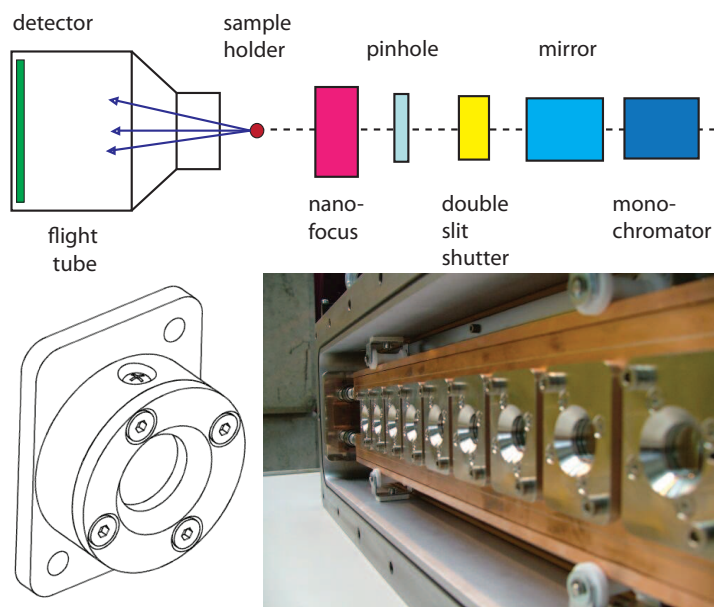 detector
sample
holder
pinhole
mirror
nano-
focus
double
slit
shutter
mono-
chromator
flight
tube